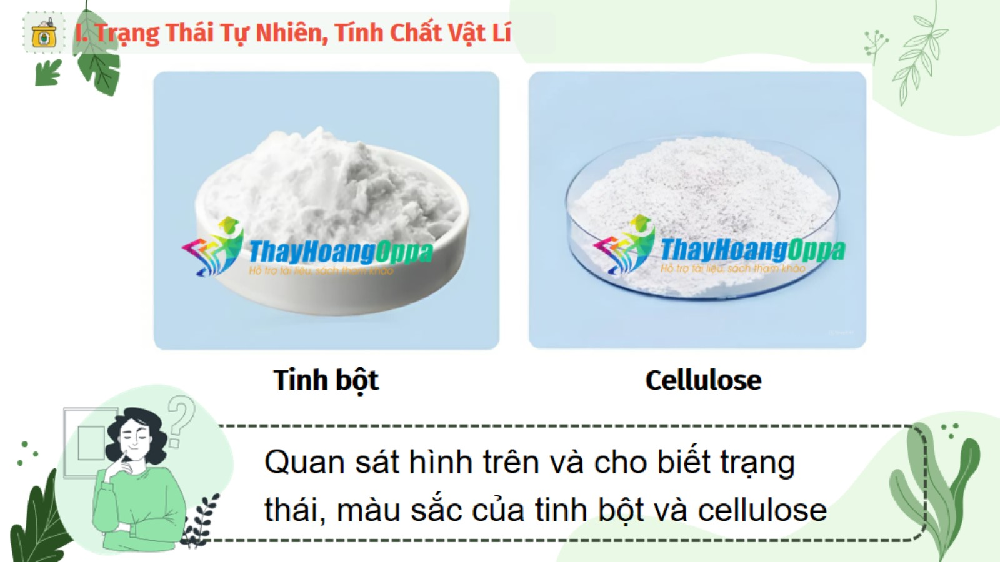 I. Trạng Thái Tự Nhiên, Tính Chất Vật Lí
ThayHoangOppa
Hỗ trợ tài liệu, sách tham khảo
ThayHoangOppa
Hỗ trợ tài liệu, sách tham khảo
Tinh bột
Cellulose
?
Quan sát hình trên và cho biết trạng
thái, màu sắc của tinh bột và cellulose